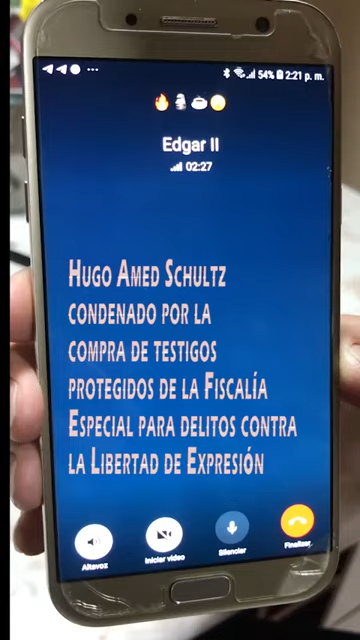 54% 2:21 p. m.
Edgar II
02:27
HUGO AMED SCHULTZ
CONDENADO POR LA
COMPRA DE TESTIGOS
PROTEGIDOS DE LA FISCALÍA
ESPECIAL PARA DELITOS CONTRA
LA LIBERTAD DE EXPRESIÓN
Altavoz Iniciar video Silenciar Finalizar